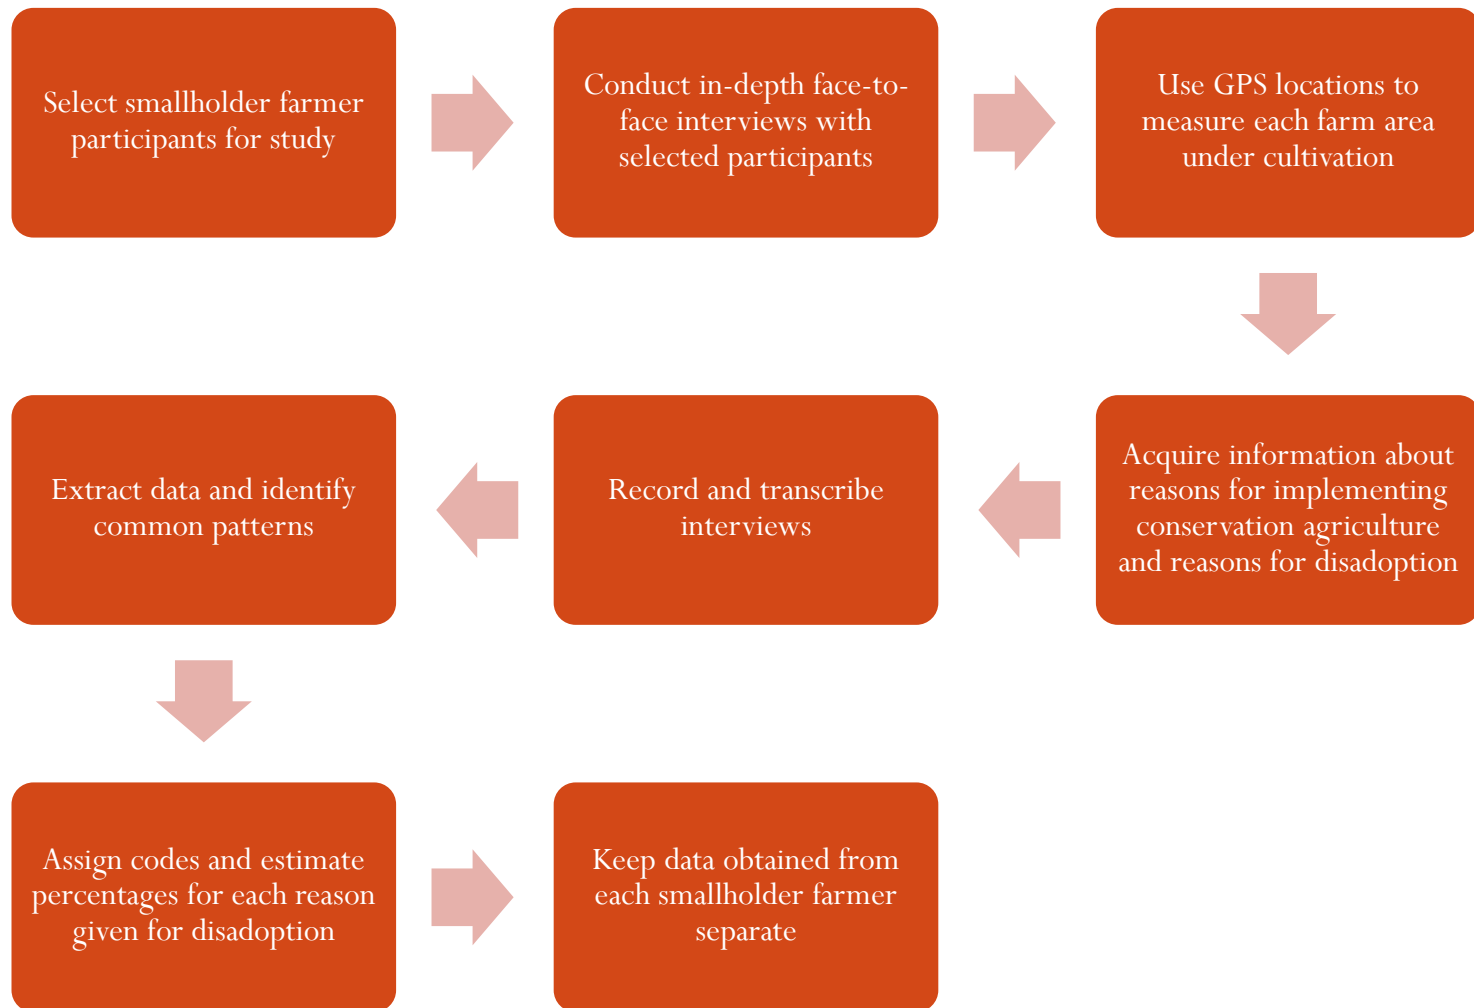 Select smallholder farmer
participants for study
Conduct in-depth face-to-
face interviews with
selected participants
Use GPS locations to
measure each farm area
under cultivation
Acquire information about
reasons for implementing
conservation agriculture
and reasons for disadoption
Record and transcribe
interviews
Extract data and identify
common patterns
Assign codes and estimate
percentages for each reason
given for disadoption
Keep data obtained from
each smallholder farmer
separate